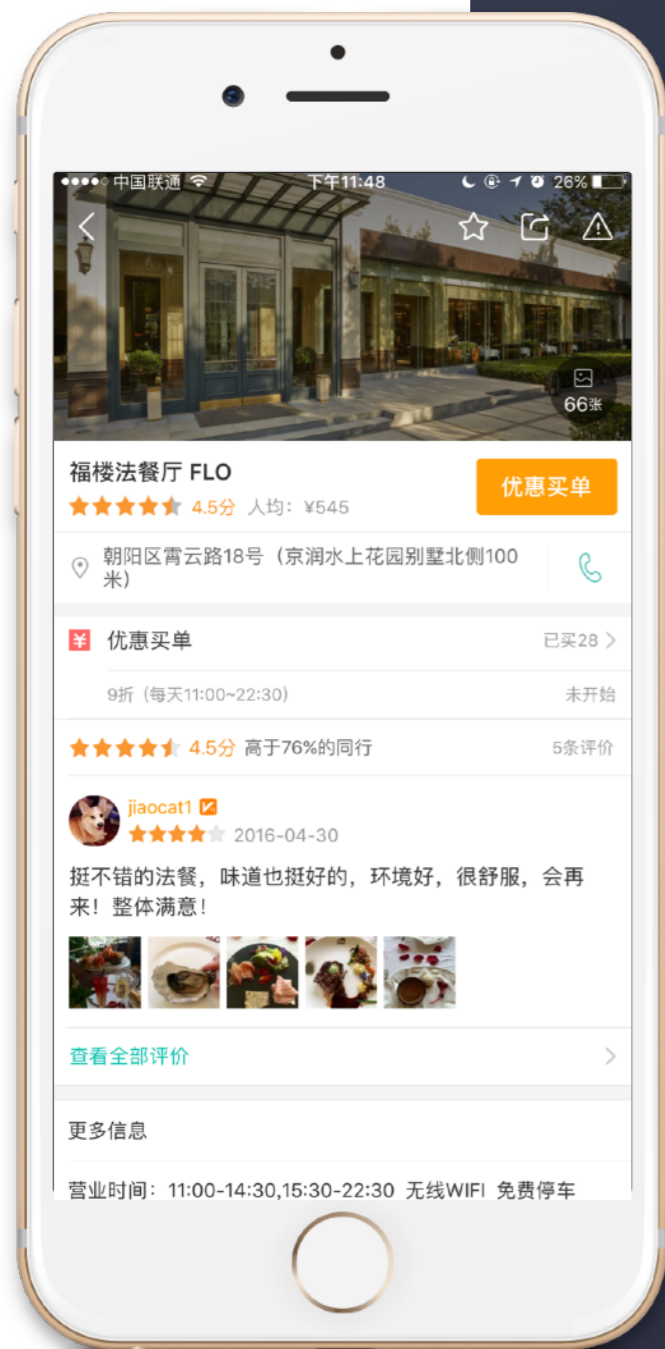 中国联通 下午11:48 26%
66张
福楼法餐厅 FLO
4.5分 人均：¥545
优惠买单
朝阳区霄云路18号（京润水上花园别墅北侧100
米）
¥ 优惠买单 已买28
9折（每天11:00~22:30） 未开始
4.5分 高于76%的同行 5条评价
jiaocat1
2016-04-30
挺不错的法餐，味道也挺好的，环境好，很舒服，会再
来！整体满意！
查看全部评价
更多信息
营业时间：11:00-14:30,15:30-22:30 无线WIFI 免费停车